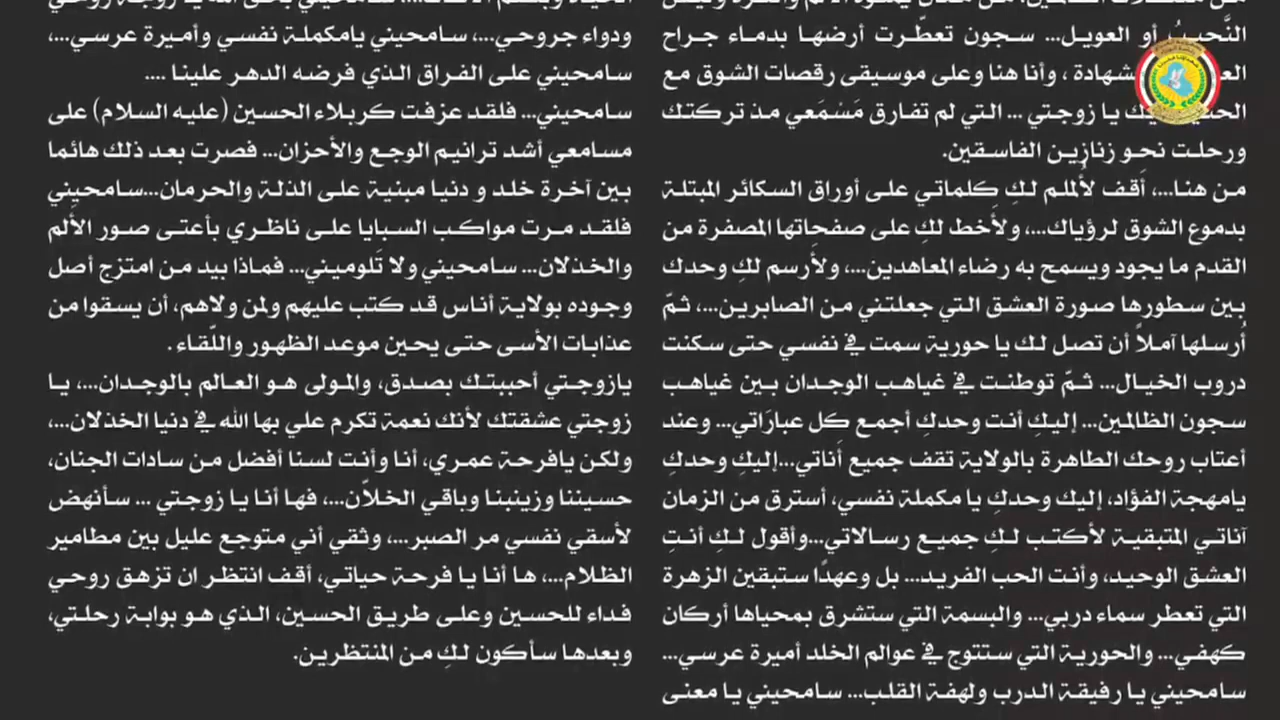 النَّحيبُ أو العويل... سجون تعطّرت أرضها بدماء جراح
شهادة ، وأنا هنا وعلى موسيقى رقصات الشوق مع
يا زوجتي ... التي لم تفارق مَسْمَعي مذ تركتك
ورحلت نحو زنازين الفاسقين.
من هنا...، أَقف لأُلملم لكِ كلماتي على أوراق السكائر المبتلة
بدموع الشوق لرؤياك...، ولأَخط لكِ على صفحاتها المصفرة من
القدم ما يجود ويسمح به رضاء المعاهدين...، ولأَرسم لكِ وحدك
بين سطورها صورة العشق التي جعلتني من الصابرين...، ثمّ
أُرسلها آملاً أن تصل لك يا حورية سمت في نفسي حتى سكنت
دروب الخيال... ثمّ توطنت في غياهب الوجدان بين غياهب
سجون الظالمين... إليكِ أنت وحدكِ أجمع كل عبارَاتي... وعند
أعتاب روحك الطاهرة بالولاية تقف جميع أَناتي...إليكِ وحدكِ
يامهجة الفؤاد، إليك وحدكِ يا مكملة نفسي، أسترق من الزمان
آناتي المتبقية لأكتب لكِ جميع رسالاتي...وأقول لكِ أنتِ
العشق الوحيد، وأنت الحب الفريد... بل وعهدًا ستبقين الزهرة
التي تعطر سماء دربي... والبسمة التي ستشرق بمحياها أركان
كهفي... والحورية التي ستتوج في عوالم الخلد أميرة عرسي...
سامحيني يا رفيقة الدرب ولهفة القلب... سامحيني يا معنى
ودواء جروحي...، سامحيني يامكملة نفسي وأميرة عرسي...،
سامحيني على الفراق الذي فرضه الدهر علينا ....
سامحيني... فلقد عزفت كربلاء الحسين (عليه السلام) على
مسامعي أشد ترانيم الوجع والأحزان... فصرت بعد ذلك هائما
بين آخرة خلد و دنيا مبنية على الذلة والحرمان...سامحيني
فلقد مرت مواكب السبايا على ناظري بأعتى صور الألم
والخذلان... سامحيني ولا تَلوميني... فماذا بيد من امتزج أصل
وجوده بولاية أناس قد كتب عليهم ولمن ولاهم، أن يسقوا من
عذابات الأسى حتى يحين موعد الظهور واللّقاء.
يازوجتي أحببتك بصدق، والمولى هو العالم بالوجدان...، يا
زوجتي عشقتك لأنك نعمة تكرم علي بها الله في دنيا الخذلان...،
ولكن يافرحة عمري، أنا وأنت لسنا أفضل من سادات الجنان،
حسيننا وزينبنا وباقي الخلاّن...، فها أنا يا زوجتي ... سأنهض
لأسقي نفسي مر الصبر...، وثقي أني متوجع عليل بين مطامير
الظلام...، ها أنا يا فرحة حياتي، أقف انتظر ان تزهق روحي
فداء للحسين وعلى طريق الحسين، الذي هو بوابة رحلتي،
وبعدها سأكون لكِ من المنتظرين.